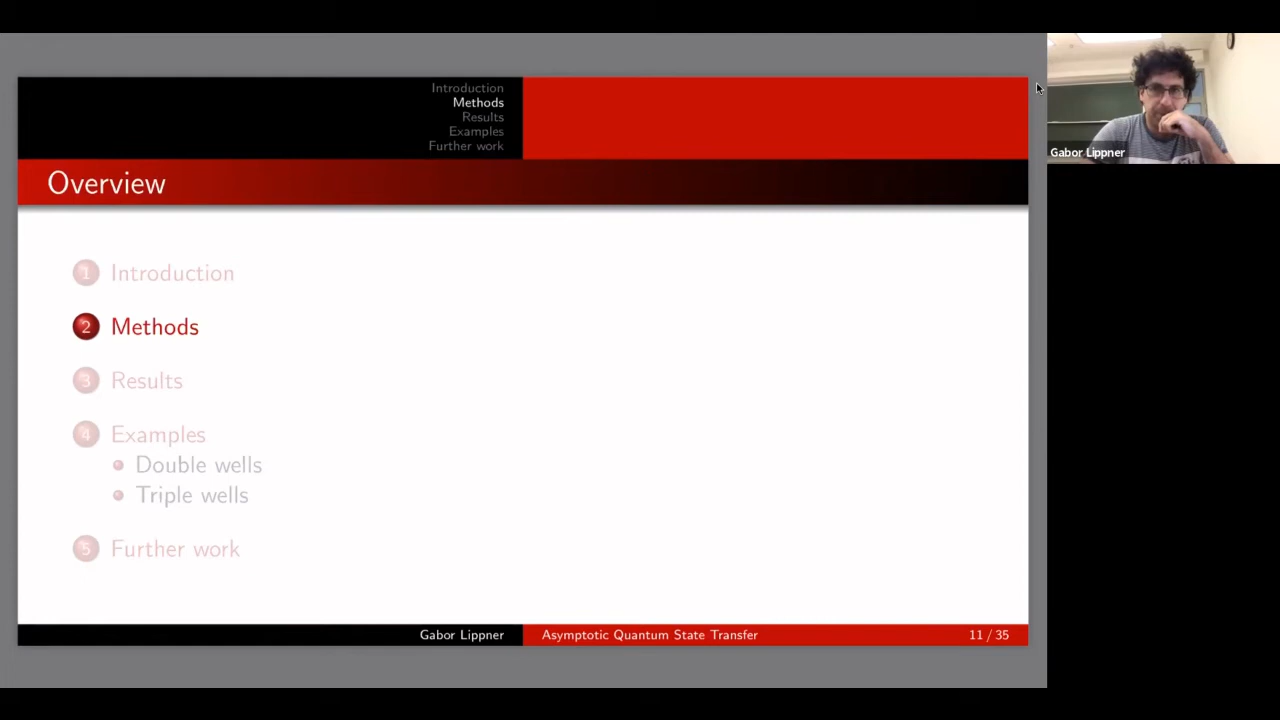 Introduction
Methods
Results
Examples
Further work
Overview
1 Introduction
2 Methods
3 Results
4 Examples
Double wells
Triple wells
5 Further work
Gabor Lippner
Asymptotic Quantum State Transfer
11 / 35
Gabor Lippner